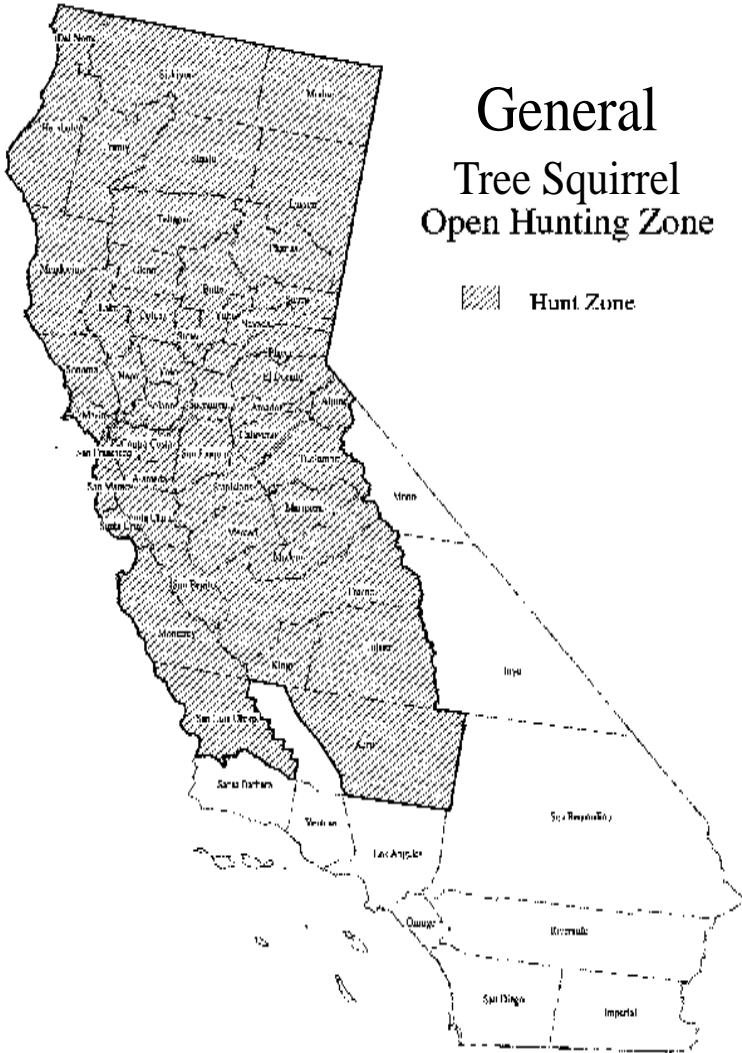 General
Tree Squirrel
Open Hunting Zone
Hunt Zone
Del Norte
Siskiyou
Modoc
Humboldt
Trinity
Shasta
Lassen
Tehama
Plumas
Mendocino
Glenn
Butte
Sierra
Lake
Colusa
Yuba
Nevada
Sutter
Placer
Sonoma
Napa
Yolo
El Dorado
Marin
Solano
Sacramento
Amador
Alpine
Calaveras
San Francisco
Contra Costa
San Joaquin
Tuolumne
Mono
San Mateo
Alameda
Stanislaus
Mariposa
Santa Cruz
Santa Clara
Merced
Madera
San Benito
Fresno
Monterey
Kings
Tulare
Inyo
San Luis Obispo
Kern
Santa Barbara
Ventura
Los Angeles
San Bernardino
Orange
Riverside
San Diego
Imperial